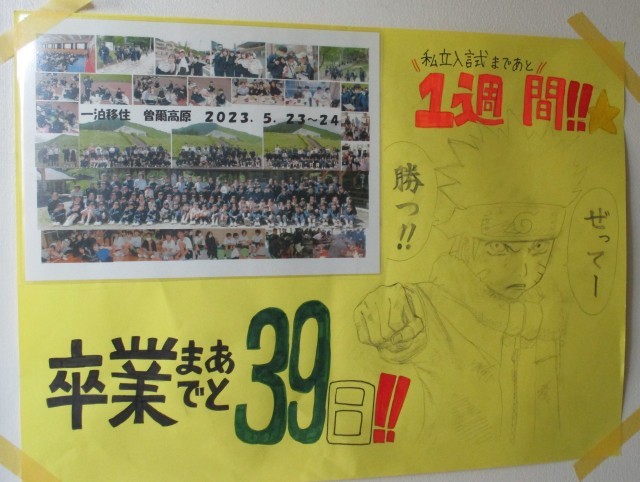 一泊移住 曽爾高原 2023. 5. 23～24
私立入試まであと
1週間!!
ぜってー
勝つ!!
卒業まであと39日!!